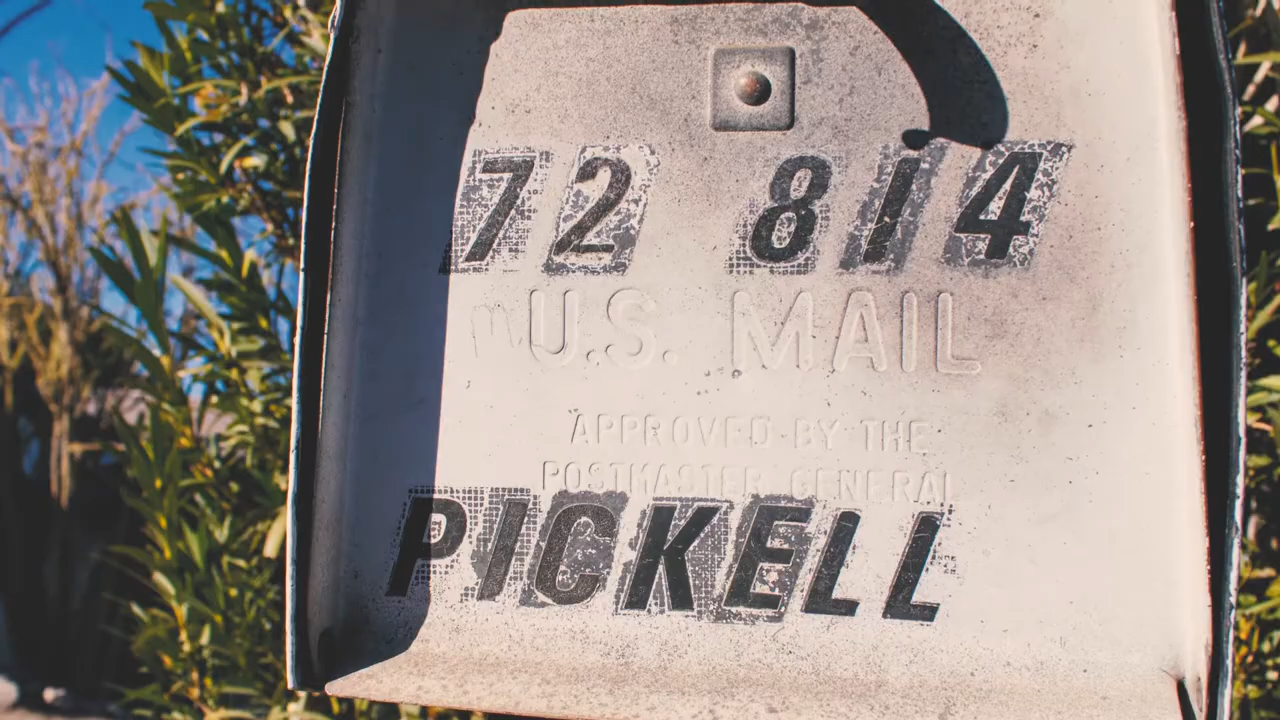 72 814
U.S. MAIL
APPROVED BY THE
POSTMASTER GENERAL
PICKELL